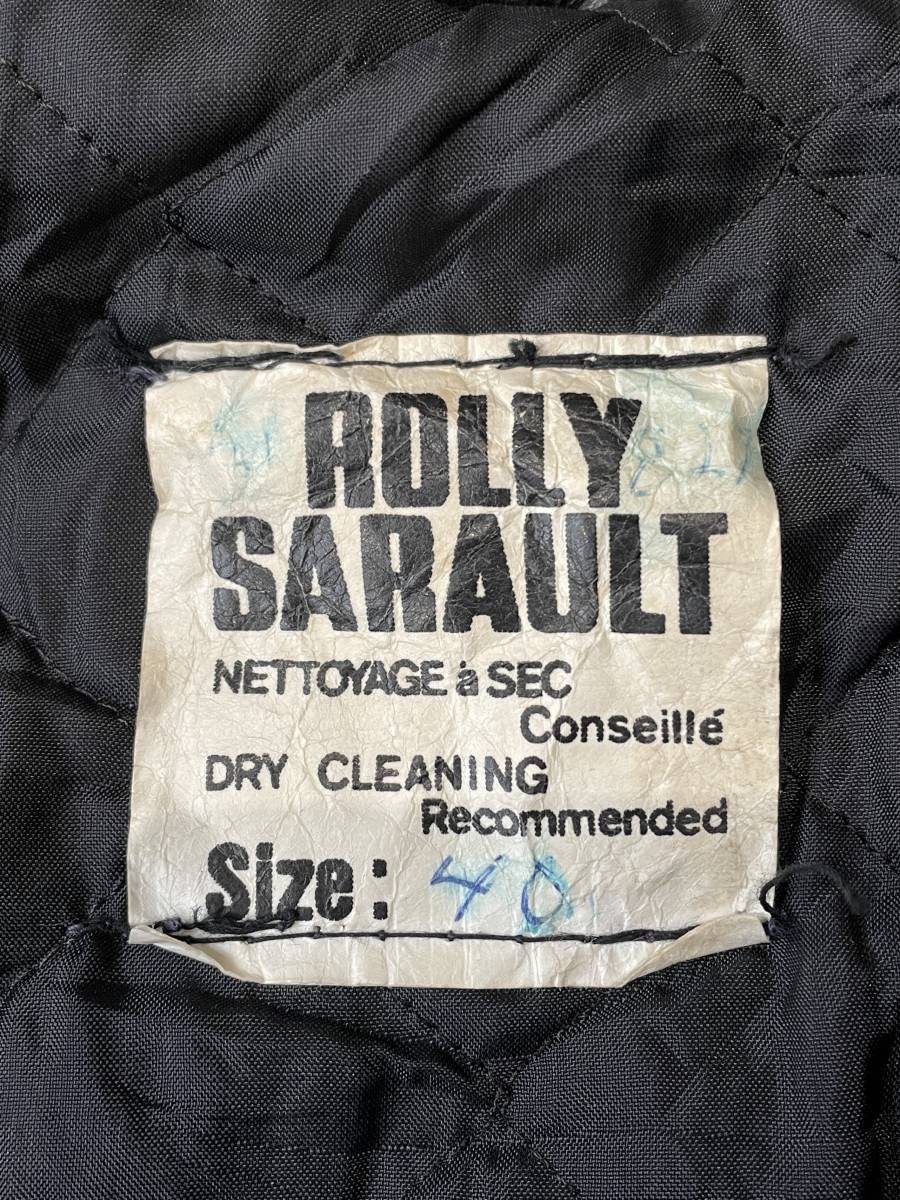 ROLLY
SARAULT
NETTOYAGE à SEC
Conseillé
DRY CLEANING
Recommended
Size: 40